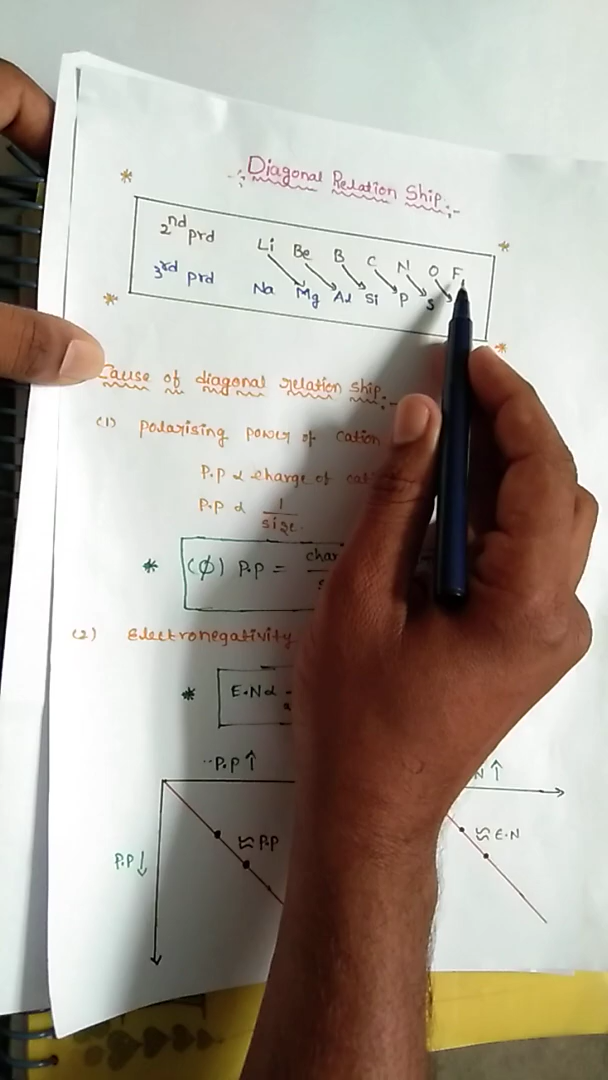 -:- Diagonal Relation Ship :-
2nd prd Li Be B C N O F
3rd prd Na Mg Al Si P S
Cause of diagonal relation ship :-
(1) polarising power of cation
P.P α charge of
P.P α 1/size
* (ϕ) P.P =
(2) Electronegativity
* E.N α
P.P ↑
N ↑
P.P ↓
≈ P.P
≈ E.N